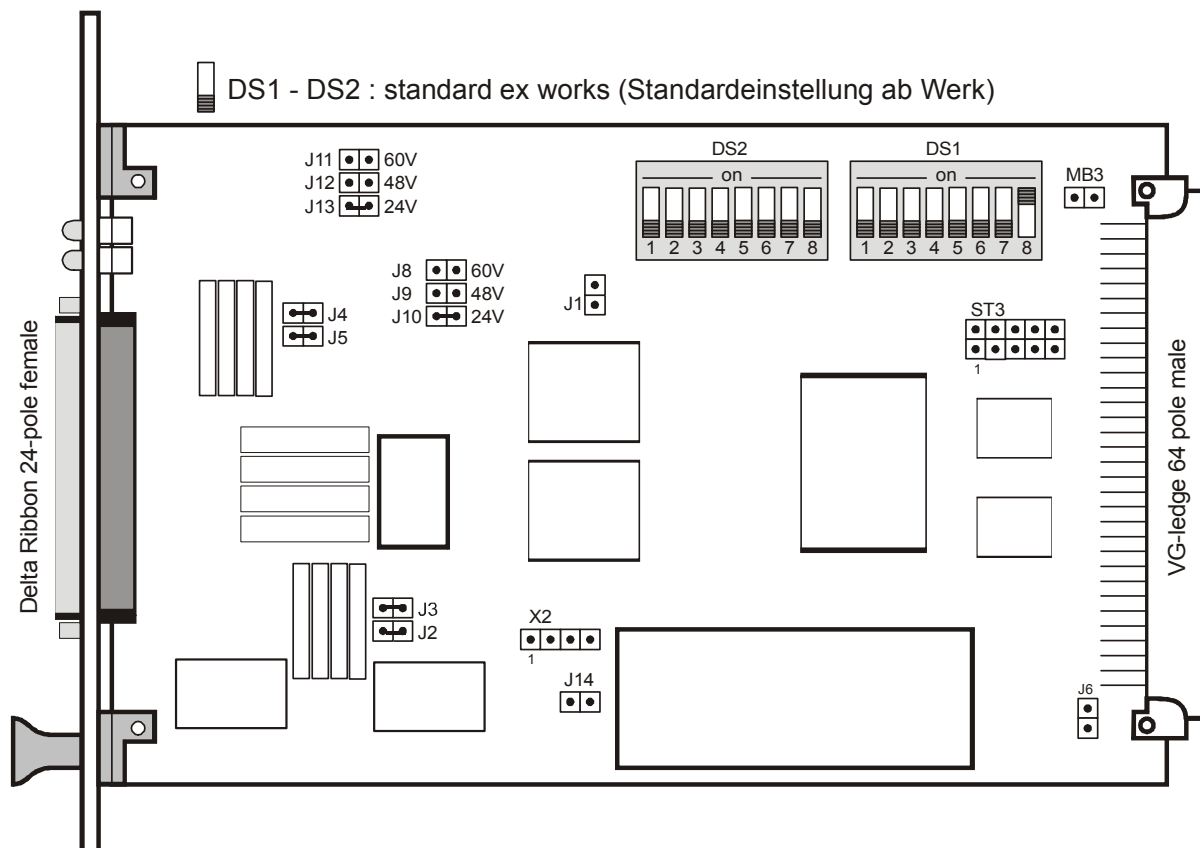 DS1 - DS2 : standard ex works (Standardeinstellung ab Werk)
DS2
on
1 2 3 4 5 6 7 8
DS1
on
1 2 3 4 5 6 7 8
MB3
J11 60V
J12 48V
J13 24V
J8 60V
J9 48V
J10 24V
J4
J5
J1
ST3
1
Delta Ribbon 24-pole female
VG-ledge 64 pole male
J3
J2
X2
1
J14
J6